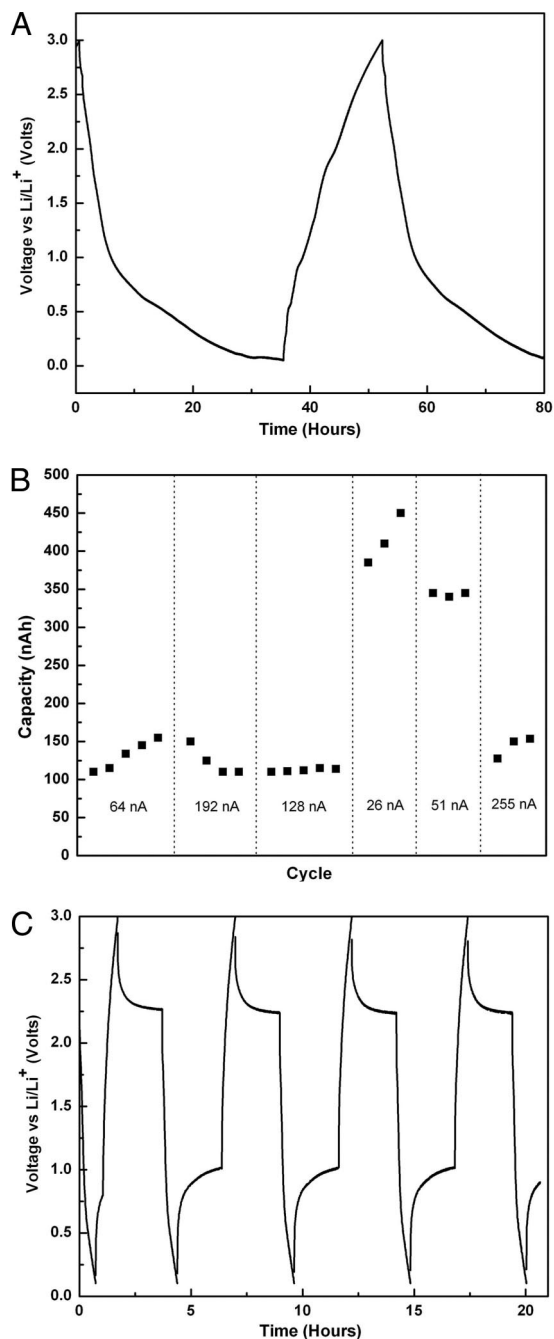 A
Voltage vs Li/Li+ (Volts)
3.0
2.5
2.0
1.5
1.0
0.5
0.0
0 20 40 60 80
Time (Hours)
B
Capacity (nAh)
500
450
400
350
300
250
200
150
100
50
0
64 nA 192 nA 128 nA 26 nA 51 nA 255 nA
Cycle
C
Voltage vs Li/Li+ (Volts)
3.0
2.5
2.0
1.5
1.0
0.5
0.0
0 5 10 15 20
Time (Hours)